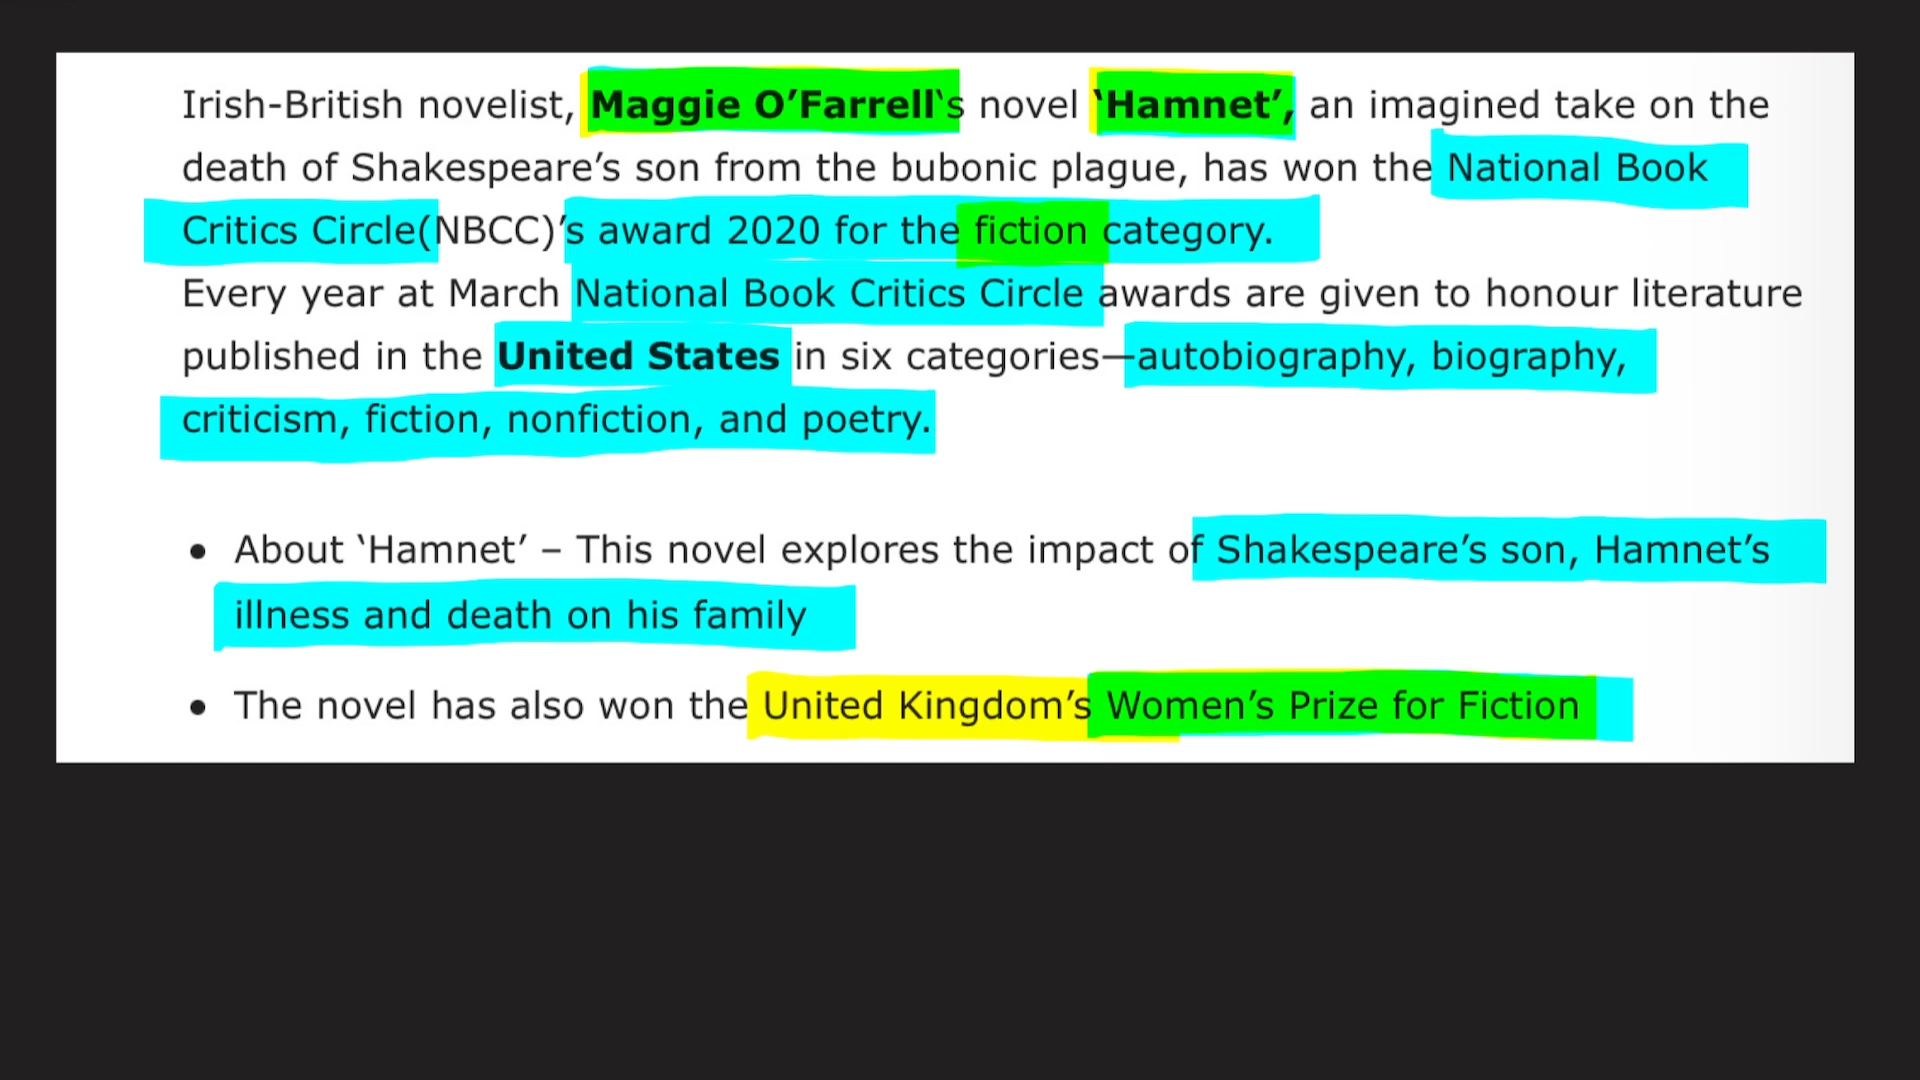 Irish-British novelist, Maggie O’Farrell‘s novel ‘Hamnet’, an imagined take on the
death of Shakespeare’s son from the bubonic plague, has won the National Book
Critics Circle(NBCC)’s award 2020 for the fiction category.
Every year at March National Book Critics Circle awards are given to honour literature
published in the United States in six categories—autobiography, biography,
criticism, fiction, nonfiction, and poetry.
• About ‘Hamnet’ – This novel explores the impact of Shakespeare’s son, Hamnet’s
illness and death on his family
• The novel has also won the United Kingdom’s Women’s Prize for Fiction